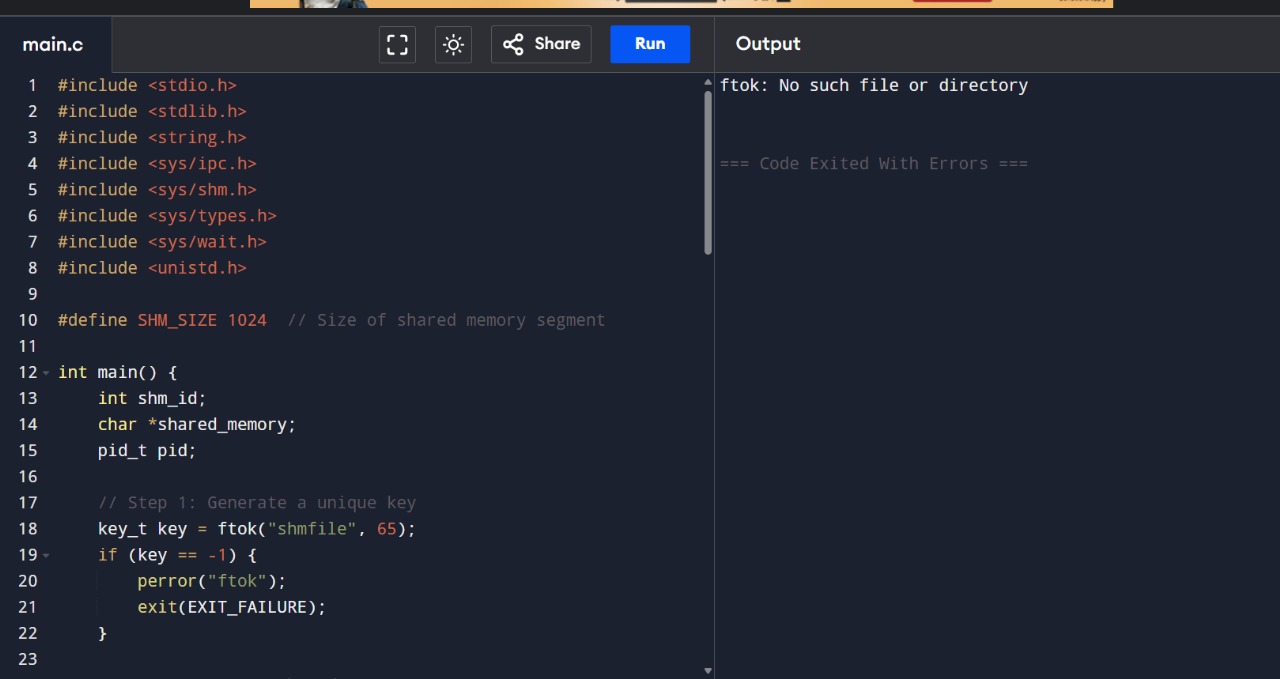 main.c
Share
Run
Output
1 #include <stdio.h>
2 #include <stdlib.h>
3 #include <string.h>
4 #include <sys/ipc.h>
5 #include <sys/shm.h>
6 #include <sys/types.h>
7 #include <sys/wait.h>
8 #include <unistd.h>
9
10 #define SHM_SIZE 1024  // Size of shared memory segment
11
12 int main() {
13     int shm_id;
14     char *shared_memory;
15     pid_t pid;
16
17     // Step 1: Generate a unique key
18     key_t key = ftok("shmfile", 65);
19     if (key == -1) {
20         perror("ftok");
21         exit(EXIT_FAILURE);
22     }
23
ftok: No such file or directory
=== Code Exited With Errors ===